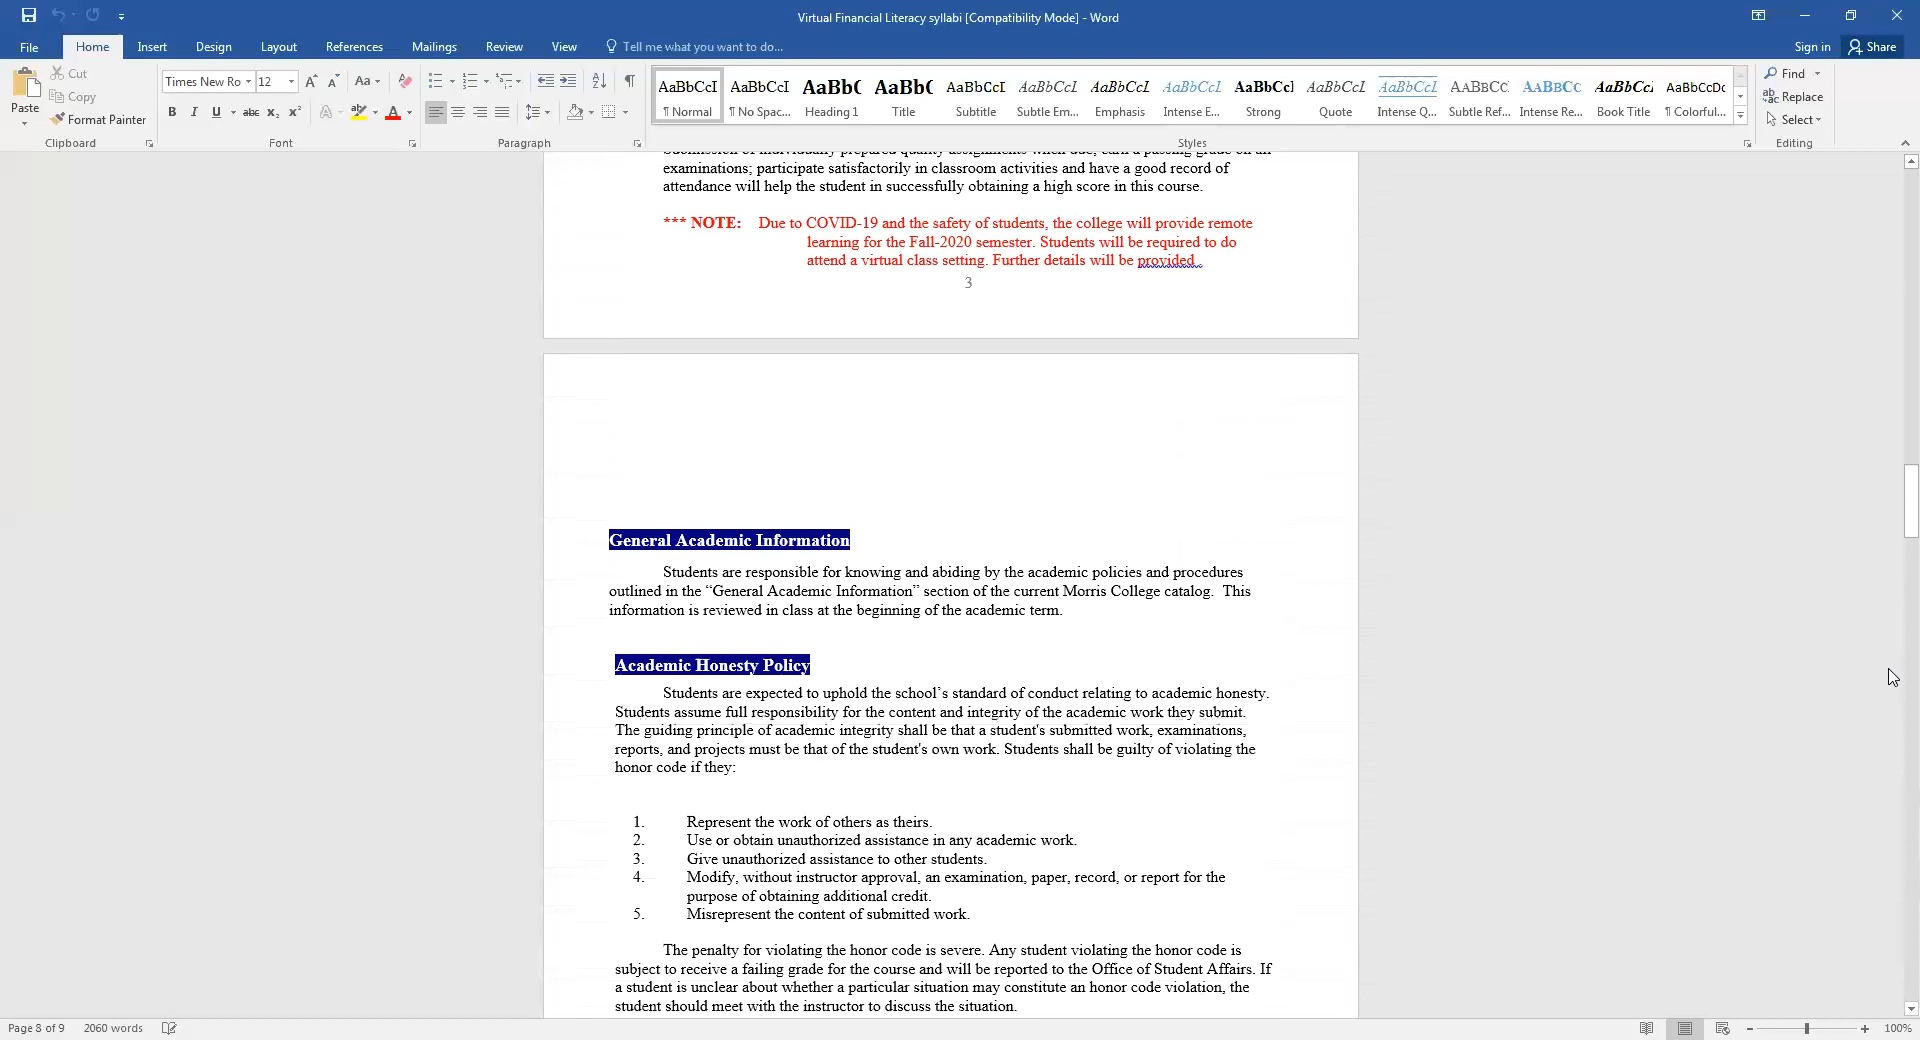 Virtual Financial Literacy syllabi [Compatibility Mode] - Word
File Home Insert Design Layout References Mailings Review View Tell me what you want to do... Sign in Share
Cut
Copy
Format Painter
Paste
Clipboard
Times New Ro 12
Font
Paragraph
AaBbCcI AaBbCcI AaBbC AaBbC AaBbCcI AaBbCcL AaBbCcL AaBbCcL AaBbCcI AaBbCcL AaBbCcL AABBCC AABBCC AaBbCcI AaBbCcDc
¶ Normal ¶ No Spac... Heading 1 Title Subtitle Subtle Em... Emphasis Intense E... Strong Quote Intense Q... Subtle Ref... Intense Re... Book Title ¶ Colorful...
Styles
Find
Replace
Select
Editing
Submission of individually prepared quality assignments when due, earn a passing grade on all
examinations; participate satisfactorily in classroom activities and have a good record of
attendance will help the student in successfully obtaining a high score in this course.
*** NOTE: Due to COVID-19 and the safety of students, the college will provide remote
learning for the Fall-2020 semester. Students will be required to do
attend a virtual class setting. Further details will be provided .
3
General Academic Information
Students are responsible for knowing and abiding by the academic policies and procedures
outlined in the “General Academic Information” section of the current Morris College catalog. This
information is reviewed in class at the beginning of the academic term.
Academic Honesty Policy
Students are expected to uphold the school’s standard of conduct relating to academic honesty.
Students assume full responsibility for the content and integrity of the academic work they submit.
The guiding principle of academic integrity shall be that a student's submitted work, examinations,
reports, and projects must be that of the student's own work. Students shall be guilty of violating the
honor code if they:
1. Represent the work of others as theirs.
2. Use or obtain unauthorized assistance in any academic work.
3. Give unauthorized assistance to other students.
4. Modify, without instructor approval, an examination, paper, record, or report for the
purpose of obtaining additional credit.
5. Misrepresent the content of submitted work.
The penalty for violating the honor code is severe. Any student violating the honor code is
subject to receive a failing grade for the course and will be reported to the Office of Student Affairs. If
a student is unclear about whether a particular situation may constitute an honor code violation, the
student should meet with the instructor to discuss the situation.
Page 8 of 9 2060 words 100%